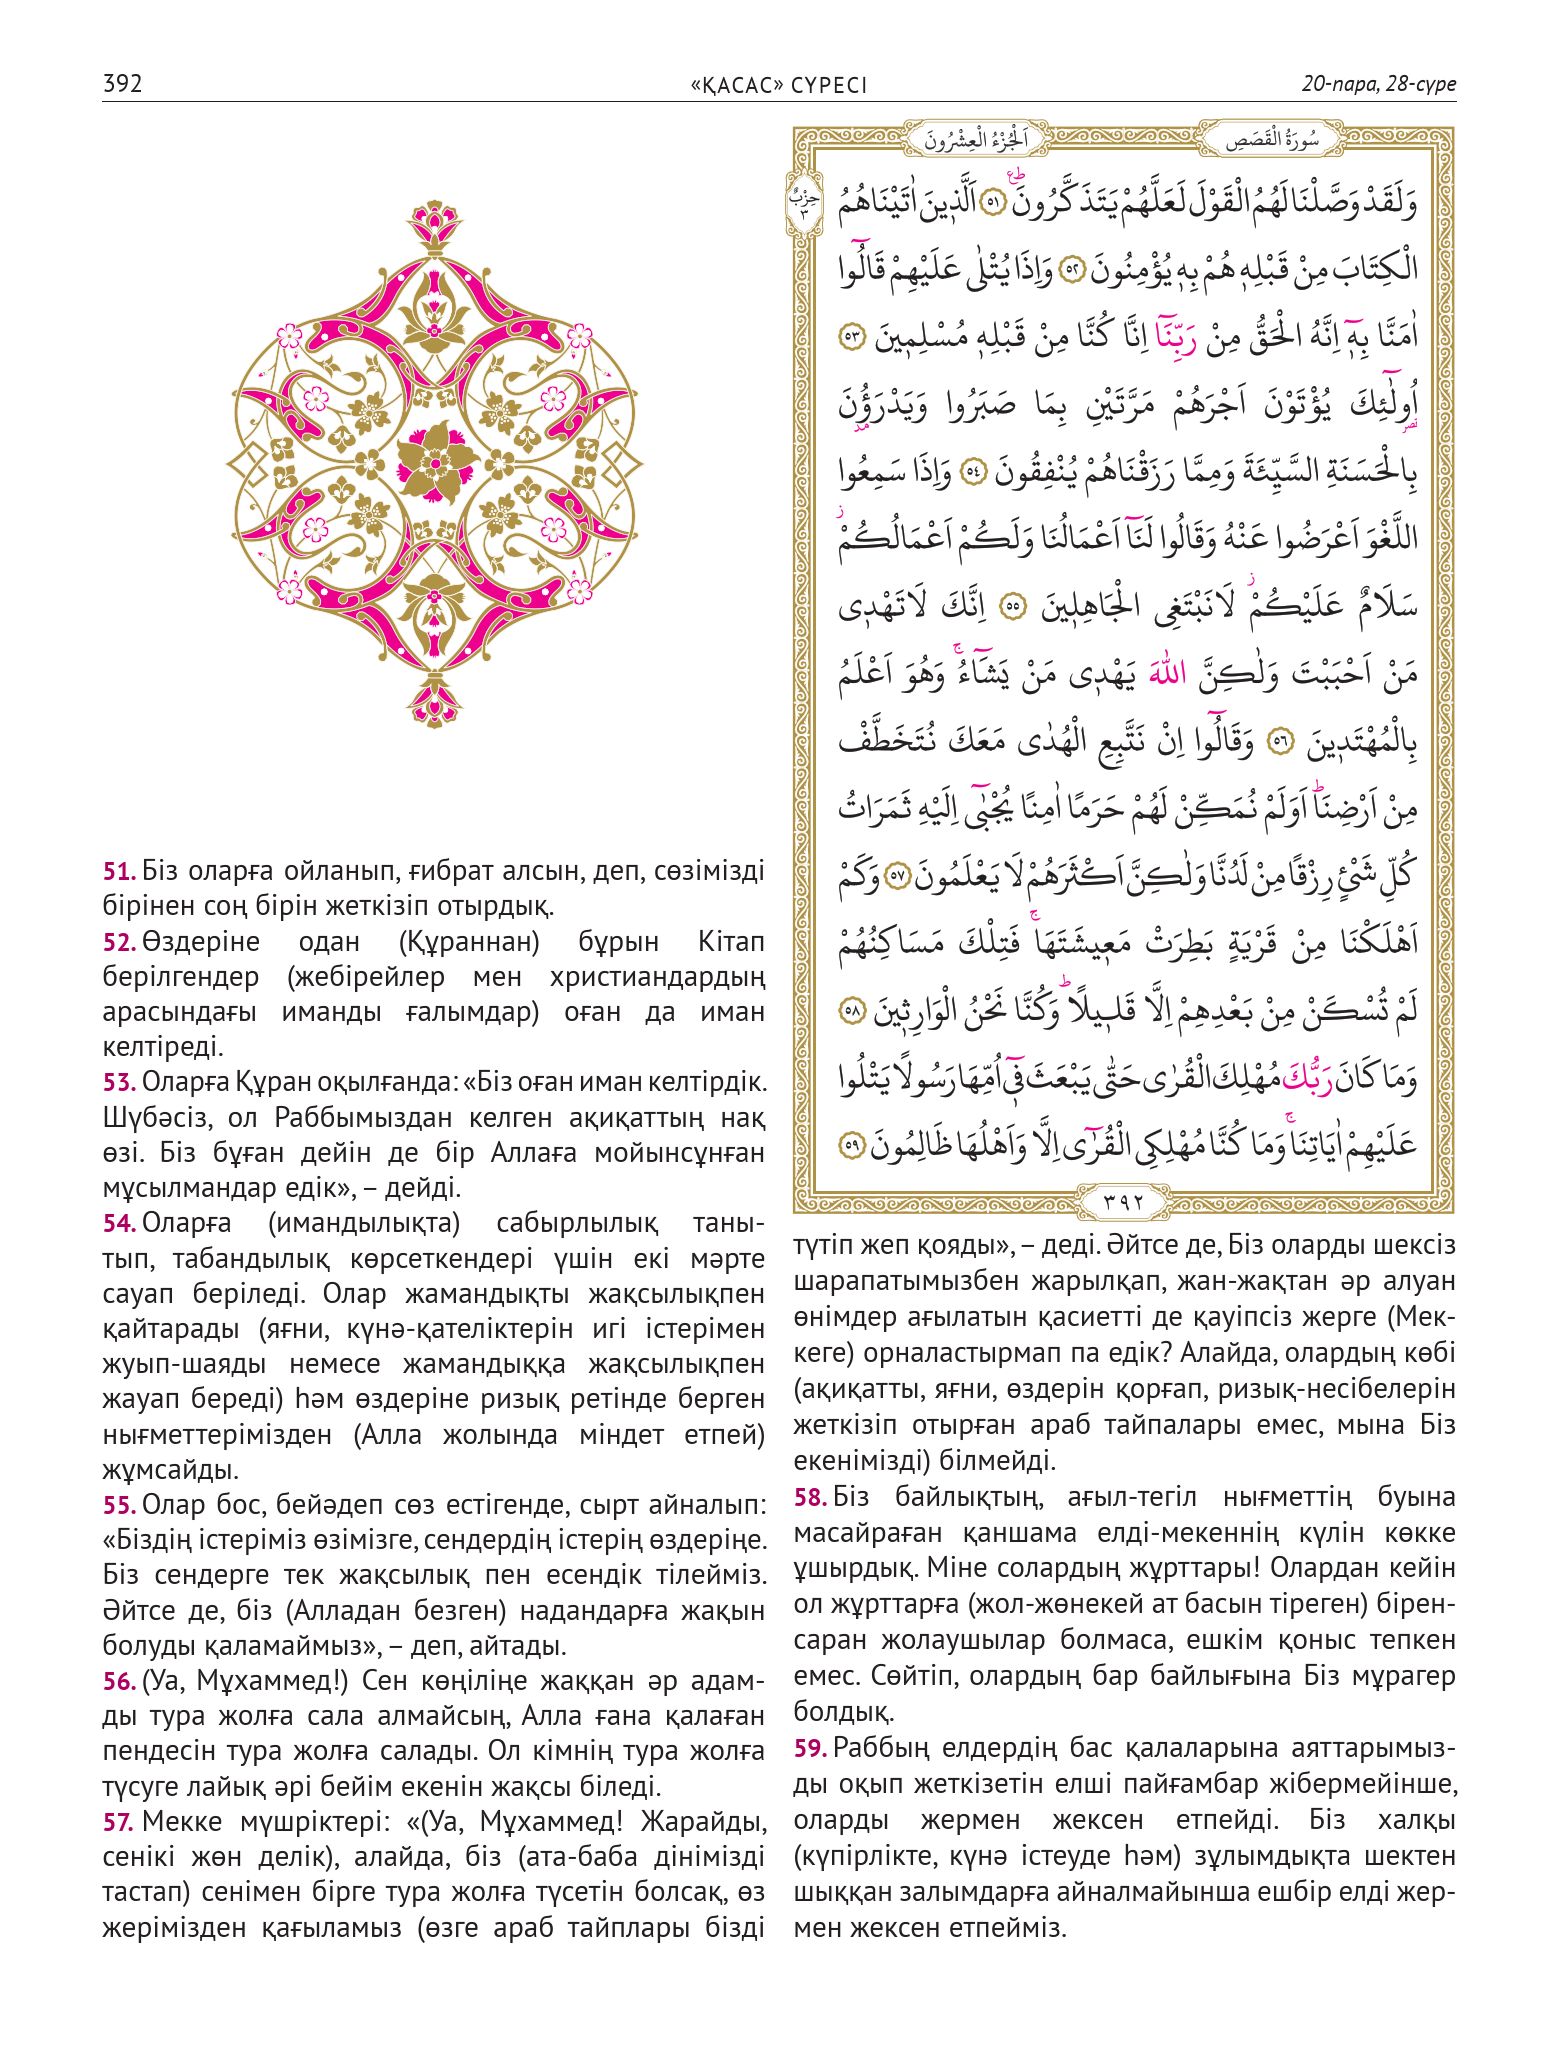 392
«ҚАСАС» СҮРЕСІ
20-пара, 28-сүре
سُورَةُ الْقَصَصِ
اَلْجُزْءُ الْعِشْرُونَ
حِزْبٌ
٣
وَلَقَدْ وَصَّلْنَا لَهُمُ الْقَوْلَ لَعَلَّهُمْ يَتَذَكَّرُونَ ٥١ اَلَّذٖينَ اٰتَيْنَاهُمُ
الْكِتَابَ مِنْ قَبْلِهٖ هُمْ بِهٖ يُؤْمِنُونَ ٥٢ وَاِذَا يُتْلٰى عَلَيْهِمْ قَالُٓوا
اٰمَنَّا بِهٖٓ اِنَّهُ الْحَقُّ مِنْ رَبِّنَٓا اِنَّا كُنَّا مِنْ قَبْلِهٖ مُسْلِمٖينَ ٥٣
اُولٰٓئِكَ يُؤْتَوْنَ اَجْرَهُمْ مَرَّتَيْنِ بِمَا صَبَرُوا وَيَدْرَؤُنَ
بِالْحَسَنَةِ السَّيِّئَةَ وَمِمَّا رَزَقْنَاهُمْ يُنْفِقُونَ ٥٤ وَاِذَا سَمِعُوا
اللَّغْوَ اَعْرَضُوا عَنْهُ وَقَالُوا لَنَٓا اَعْمَالُنَا وَلَكُمْ اَعْمَالُكُمْ
سَلَامٌ عَلَيْكُمْ لَا نَبْتَغِى الْجَاهِلٖينَ ٥٥ اِنَّكَ لَا تَهْدٖى
مَنْ اَحْبَبْتَ وَلٰكِنَّ اللّٰهَ يَهْدٖى مَنْ يَشَٓاءُ وَهُوَ اَعْلَمُ
بِالْمُهْتَدٖينَ ٥٦ وَقَالُٓوا اِنْ نَتَّبِعِ الْهُدٰى مَعَكَ نُتَخَطَّفْ
مِنْ اَرْضِنَا اَوَلَمْ نُمَكِّنْ لَهُمْ حَرَمًا اٰمِنًا يُجْبٰٓى اِلَيْهِ ثَمَرَاتُ
كُلِّ شَيْءٍ رِزْقًا مِنْ لَدُنَّا وَلٰكِنَّ اَكْثَرَهُمْ لَا يَعْلَمُونَ ٥٧ وَكَمْ
اَهْلَكْنَا مِنْ قَرْيَةٍ بَطِرَتْ مَعٖيشَتَهَا فَتِلْكَ مَسَاكِنُهُمْ
لَمْ تُسْكَنْ مِنْ بَعْدِهِمْ اِلَّا قَلٖيلًا وَكُنَّا نَحْنُ الْوَارِثٖينَ ٥٨
وَمَا كَانَ رَبُّكَ مُهْلِكَ الْقُرٰى حَتّٰى يَبْعَثَ فٖٓى اُمِّهَا رَسُولًا يَتْلُوا
عَلَيْهِمْ اٰيَاتِنَا وَمَا كُنَّا مُهْلِكِى الْقُرٰٓى اِلَّا وَاَهْلُهَا ظَالِمُونَ ٥٩
٣٩٢
51. Біз оларға ойланып, ғибрат алсын, деп, сөзімізді
бірінен соң бірін жеткізіп отырдық.
52. Өздеріне одан (Құраннан) бұрын Кітап
берілгендер (жебірейлер мен христиандардың
арасындағы иманды ғалымдар) оған да иман
келтіреді.
53. Оларға Құран оқылғанда: «Біз оған иман келтірдік.
Шүбәсіз, ол Раббымыздан келген ақиқаттың нақ
өзі. Біз бұған дейін де бір Аллаға мойынсұнған
мұсылмандар едік», – дейді.
54. Оларға (имандылықта) сабырлылық таны-
тып, табандылық көрсеткендері үшін екі мәрте
сауап беріледі. Олар жамандықты жақсылықпен
қайтарады (яғни, күнә-қателіктерін игі істерімен
жуып-шаяды немесе жамандыққа жақсылықпен
жауап береді) һәм өздеріне ризық ретінде берген
нығметтерімізден (Алла жолында міндет етпей)
жұмсайды.
55. Олар бос, бейәдеп сөз естігенде, сырт айналып:
«Біздің істеріміз өзімізге, сендердің істерің өздеріңе.
Біз сендерге тек жақсылық пен есендік тілейміз.
Әйтсе де, біз (Алладан безген) надандарға жақын
болуды қаламаймыз», – деп, айтады.
56. (Уа, Мұхаммед!) Сен көңіліңе жаққан әр адам-
ды тура жолға сала алмайсың, Алла ғана қалаған
пендесін тура жолға салады. Ол кімнің тура жолға
түсуге лайық әрі бейім екенін жақсы біледі.
57. Мекке мүшріктері: «(Уа, Мұхаммед! Жарайды,
сенікі жөн делік), алайда, біз (ата-баба дінімізді
тастап) сенімен бірге тура жолға түсетін болсақ, өз
жерімізден қағыламыз (өзге араб тайплары бізді
түтіп жеп қояды», – деді. Әйтсе де, Біз оларды шексіз
шарапатымызбен жарылқап, жан-жақтан әр алуан
өнімдер ағылатын қасиетті де қауіпсіз жерге (Мек-
кеге) орналастырмап па едік? Алайда, олардың көбі
(ақиқатты, яғни, өздерін қорғап, ризық-несібелерін
жеткізіп отырған араб тайпалары емес, мына Біз
екенімізді) білмейді.
58. Біз байлықтың, ағыл-тегіл нығметтің буына
масайраған қаншама елді-мекеннің күлін көкке
ұшырдық. Міне солардың жұрттары! Олардан кейін
ол жұрттарға (жол-жөнекей ат басын тіреген) бірен-
саран жолаушылар болмаса, ешкім қоныс тепкен
емес. Сөйтіп, олардың бар байлығына Біз мұрагер
болдық.
59. Раббың елдердің бас қалаларына аяттарымыз-
ды оқып жеткізетін елші пайғамбар жібермейінше,
оларды жермен жексен етпейді. Біз халқы
(күпірлікте, күнә істеуде һәм) зұлымдықта шектен
шыққан залымдарға айналмайынша ешбір елді жер-
мен жексен етпейміз.